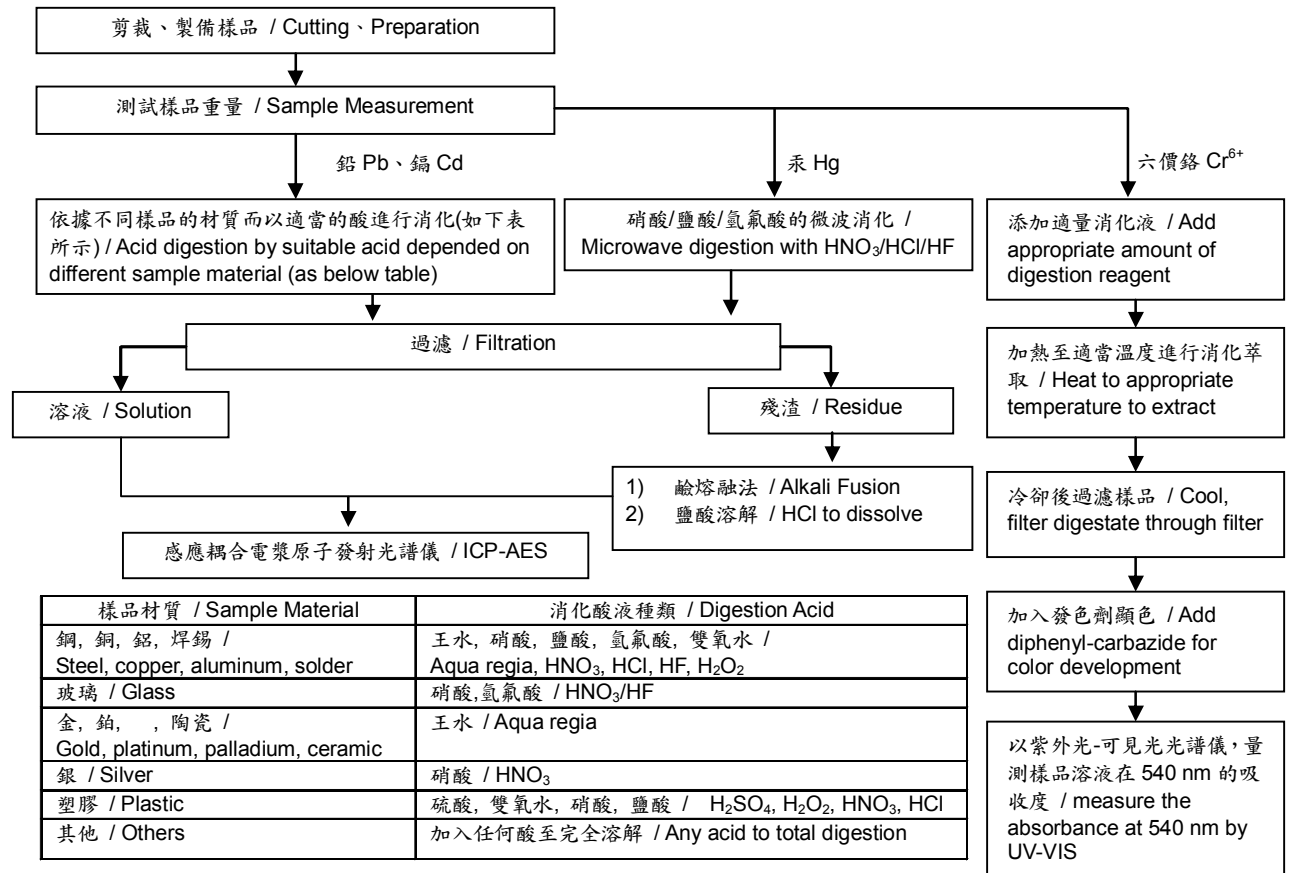 剪裁、製備樣品 / Cutting、Preparation
測試樣品重量 / Sample Measurement
鉛 Pb、鎘 Cd
汞 Hg
六價鉻 Cr⁶⁺
依據不同樣品的材質而以適當的酸進行消化(如下表
所示) / Acid digestion by suitable acid depended on
different sample material (as below table)
硝酸/鹽酸/氫氟酸的微波消化 /
Microwave digestion with HNO₃/HCl/HF
添加適量消化液 / Add
appropriate amount of
digestion reagent
過濾 / Filtration
加熱至適當溫度進行消化萃
取 / Heat to appropriate
temperature to extract
溶液 / Solution
殘渣 / Residue
1) 鹼熔融法 / Alkali Fusion
2) 鹽酸溶解 / HCl to dissolve
冷卻後過濾樣品 / Cool,
filter digestate through filter
感應耦合電漿原子發射光譜儀 / ICP-AES
加入發色劑顯色 / Add
diphenyl-carbazide for
color development
以紫外光-可見光光譜儀，量
測樣品溶液在 540 nm 的吸
收度 / measure the
absorbance at 540 nm by
UV-VIS
樣品材質 / Sample Material
消化酸液種類 / Digestion Acid
鋼, 銅, 鋁, 焊錫 /
Steel, copper, aluminum, solder
王水, 硝酸, 鹽酸, 氫氟酸, 雙氧水 /
Aqua regia, HNO₃, HCl, HF, H₂O₂
玻璃 / Glass
硝酸,氫氟酸 / HNO₃/HF
金, 鉑, , 陶瓷 /
Gold, platinum, palladium, ceramic
王水 / Aqua regia
銀 / Silver
硝酸 / HNO₃
塑膠 / Plastic
硫酸, 雙氧水, 硝酸, 鹽酸 / H₂SO₄, H₂O₂, HNO₃, HCl
其他 / Others
加入任何酸至完全溶解 / Any acid to total digestion